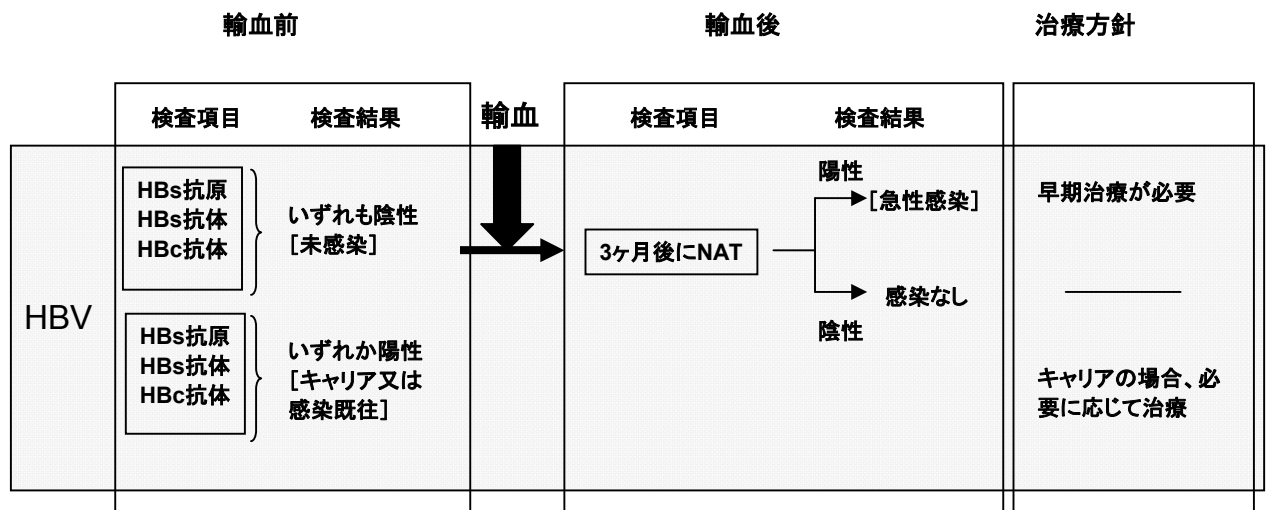 輸血前
輸血後
治療方針
検査項目
検査結果
輸血
検査項目
検査結果
HBV
HBs抗原
HBs抗体
HBc抗体
いずれも陰性
［未感染］
3ヶ月後にNAT
陽性
［急性感染］
感染なし
陰性
早期治療が必要
HBs抗原
HBs抗体
HBc抗体
いずれか陽性
［キャリア又は
感染既往］
キャリアの場合、必
要に応じて治療